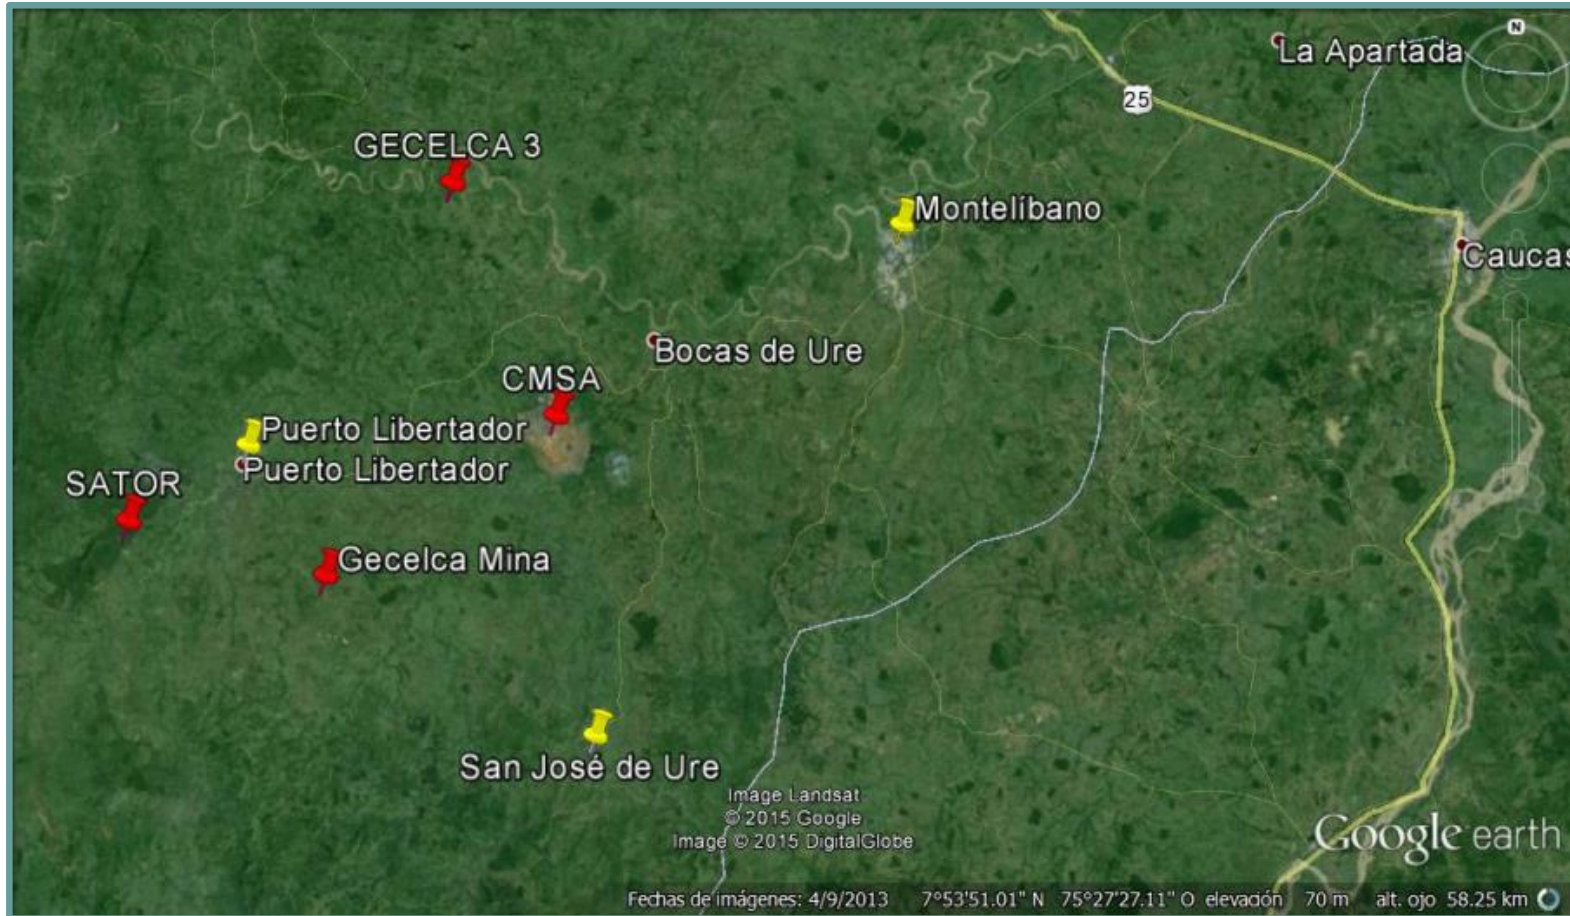 N
La Apartada
25
GECELCA 3
Montelíbano
Caucas
Bocas de Ure
CMSA
Puerto Libertador
Puerto Libertador
SATOR
Gecelca Mina
San José de Ure
Image Landsat
© 2015 Google
Image © 2015 DigitalGlobe
Google earth
Fechas de imágenes: 4/9/2013 7°53'51.01" N 75°27'27.11" O elevación 70 m alt. ojo 58.25 km